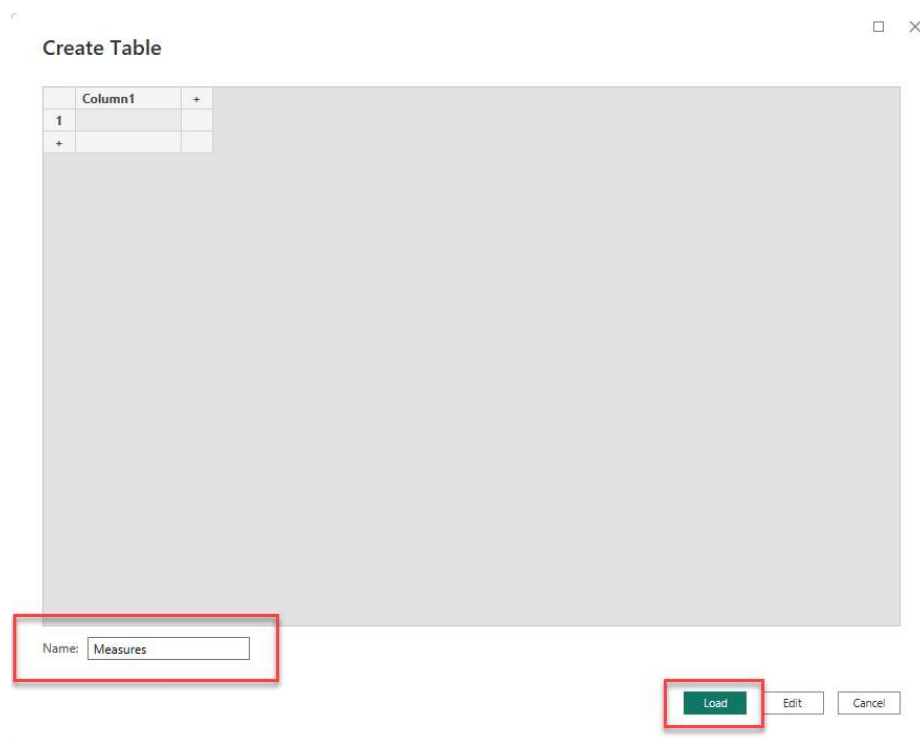 Create Table
Column1 +
1
+
Name: Measures
Load Edit Cancel